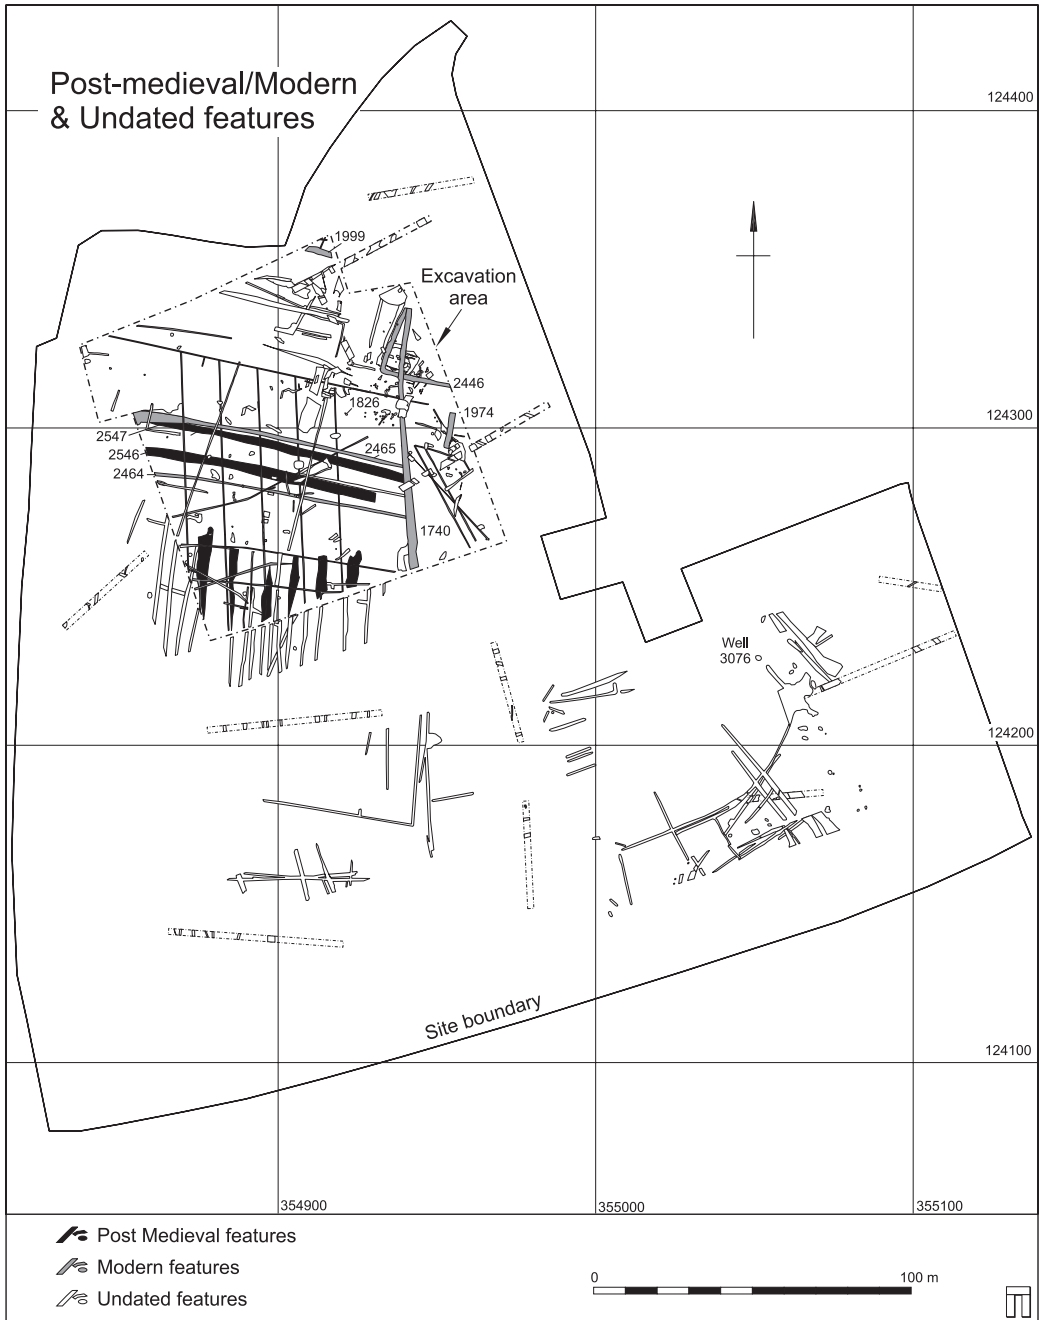 Post-medieval/Modern
& Undated features
124400
1999
Excavation
area
2446
1826
1974
124300
2547
2465
2546
2464
1740
Well
3076
124200
Site boundary
124100
354900
355000
355100
Post Medieval features
Modern features
Undated features
0
100 m